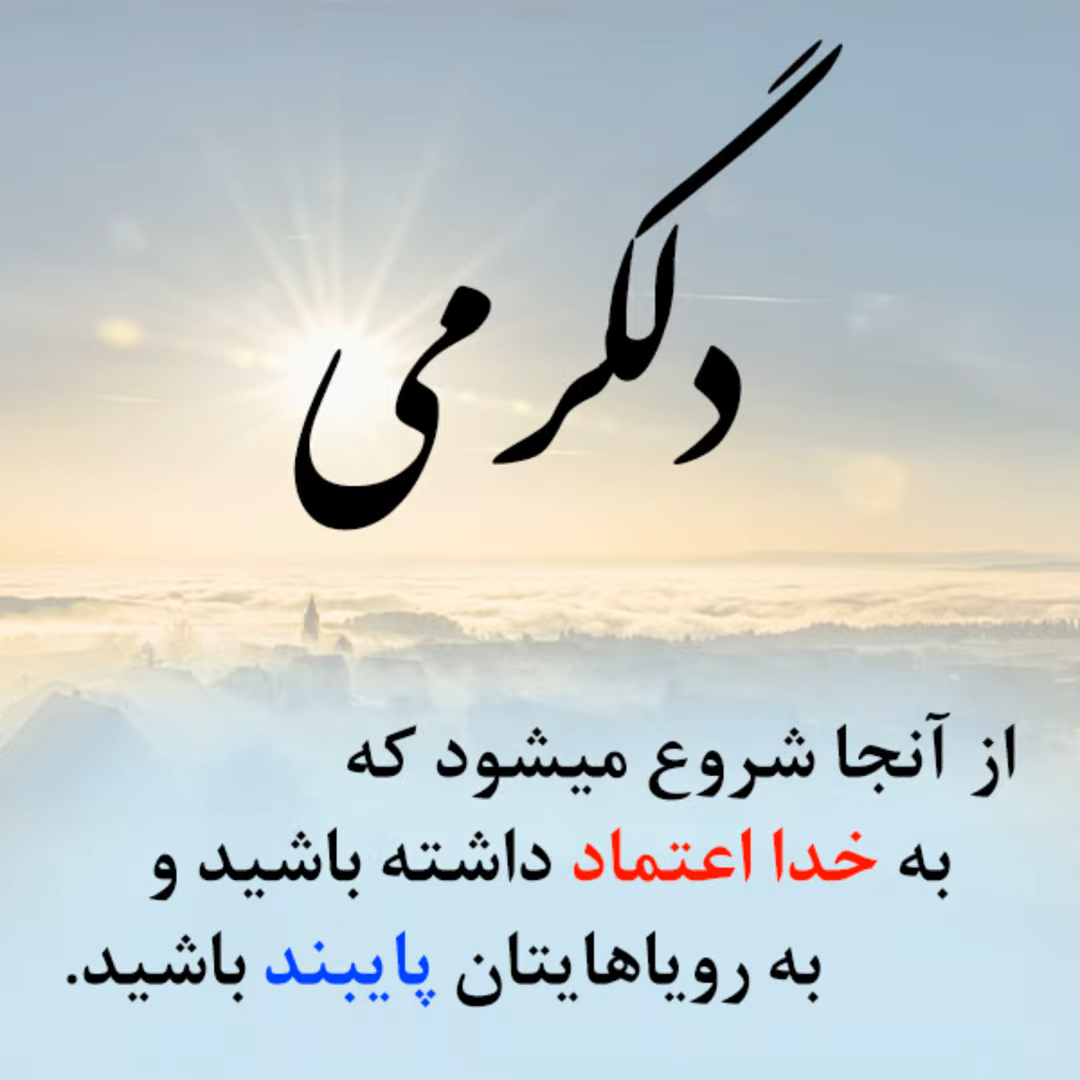 دلگرمی
از آنجا شروع میشود که
به خدا اعتماد داشته باشید و
به رویاهایتان پایبند باشید.